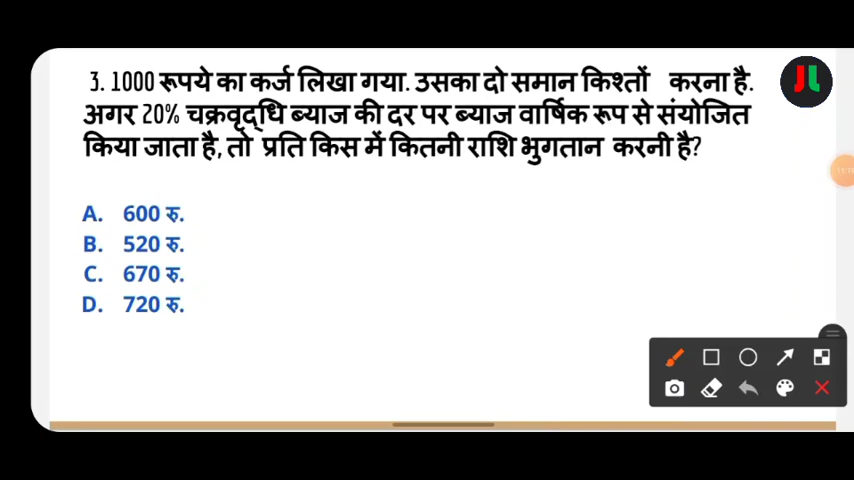 3. 1000 रूपये का कर्ज लिखा गया. उसका दो समान किश्तों करना है.
अगर 20% चक्रवृद्धि ब्याज की दर पर ब्याज वार्षिक रूप से संयोजित
किया जाता है, तो प्रति किस में कितनी राशि भुगतान करनी है?
A. 600 रु.
B. 520 रु.
C. 670 रु.
D. 720 रु.
JL